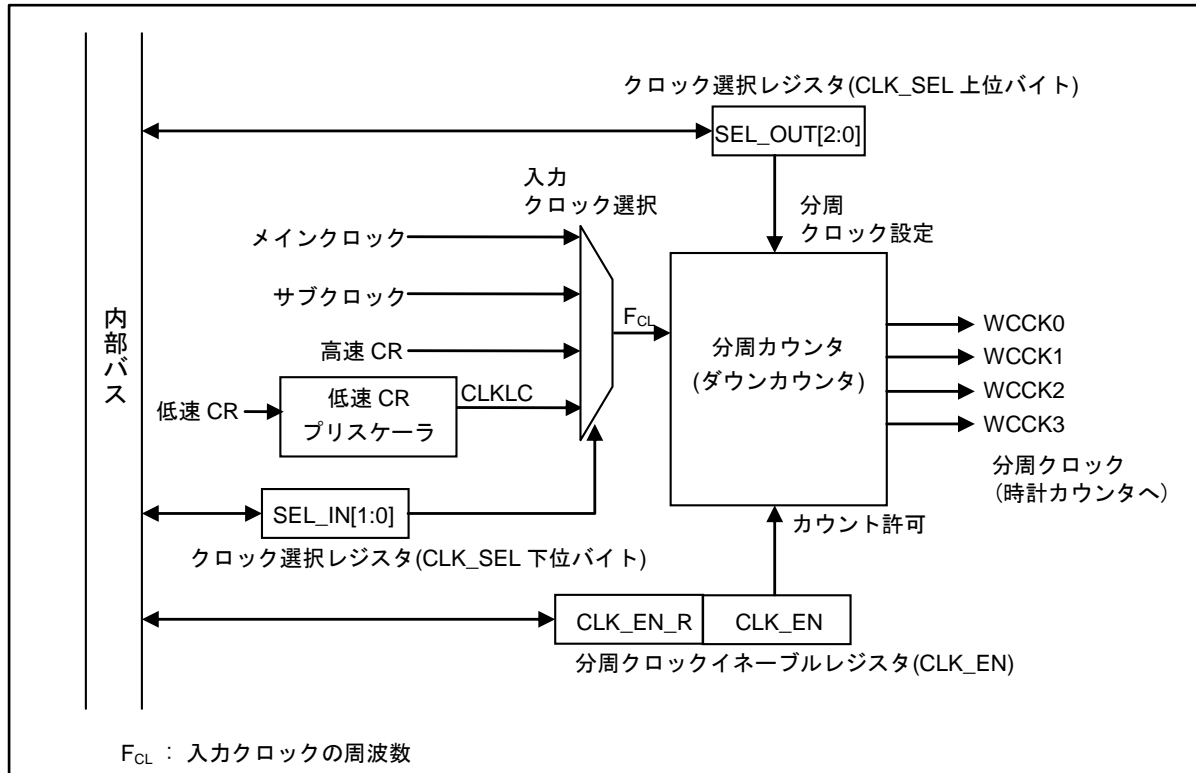 クロック選択レジスタ(CLK_SEL 上位バイト)
SEL_OUT[2:0]
入力
クロック選択
分周
クロック設定
メインクロック
サブクロック
高速 CR
低速 CR
低速 CR
プリスケーラ
CLKLC
FCL
分周カウンタ
(ダウンカウンタ)
WCCK0
WCCK1
WCCK2
WCCK3
分周クロック
(時計カウンタへ)
内部バス
SEL_IN[1:0]
クロック選択レジスタ(CLK_SEL 下位バイト)
カウント許可
CLK_EN_R
CLK_EN
分周クロックイネーブルレジスタ(CLK_EN)
FCL : 入力クロックの周波数